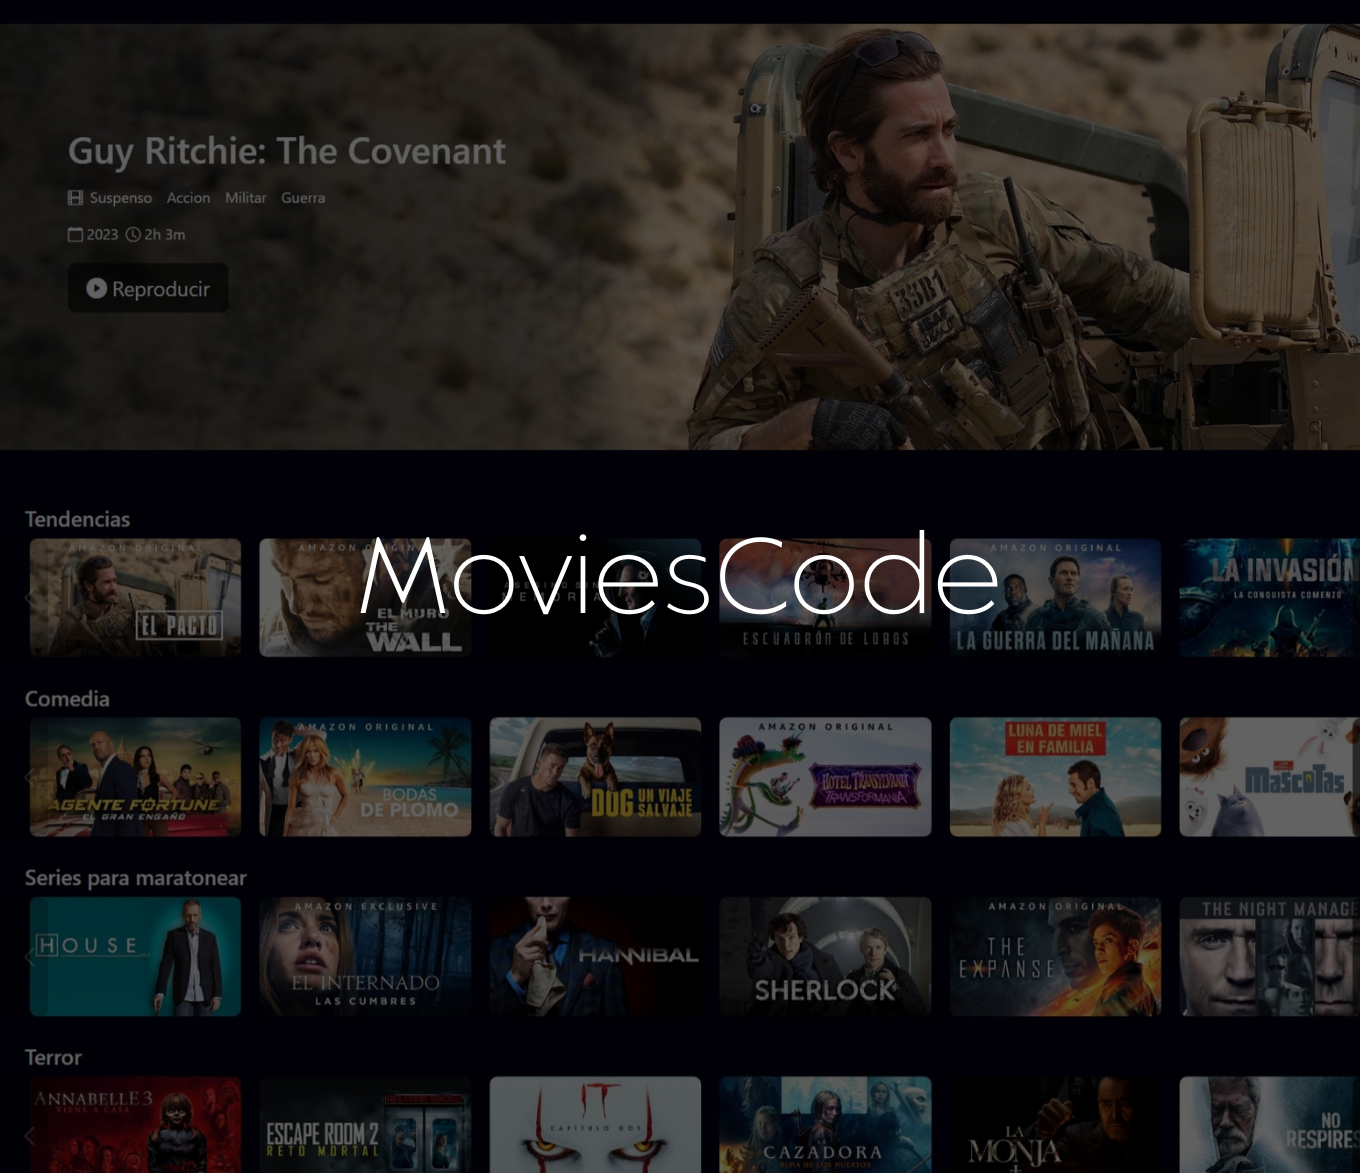 Guy Ritchie: The Covenant
Suspenso Accion Militar Guerra
2023 2h 3m
Reproducir
Tendencias
MoviesCode
AMAZON ORIGINAL
EL PACTO
AMAZON ORIGINAL
EL MURO
THE
WALL
ESCUADRÓN DE LOBOS
AMAZON ORIGINAL
LA GUERRA DEL MAÑANA
LA INVASIÓN
LA CONQUISTA COMENZÓ
Comedia
AGENTE FORTUNE
EL GRAN ENGAÑO
AMAZON ORIGINAL
BODAS
DE PLOMO
DOG UN VIAJE
SALVAJE
AMAZON ORIGINAL
HOTEL TRANSYLVANIA
TRANSFORMANIA
LUNA DE MIEL
EN FAMILIA
MASCOTAS
Series para maratonear
HOUSE
AMAZON EXCLUSIVE
EL INTERNADO
LAS CUMBRES
HANNIBAL
SHERLOCK
AMAZON ORIGINAL
THE
EXPANSE
THE NIGHT MANAGE
Terror
ANNABELLE 3
VIENE A CASA
ESCAPE ROOM 2
RETO MORTAL
IT
CAPÍTULO DOS
CAZADORA
LA
MONJA
NO
RESPIRES